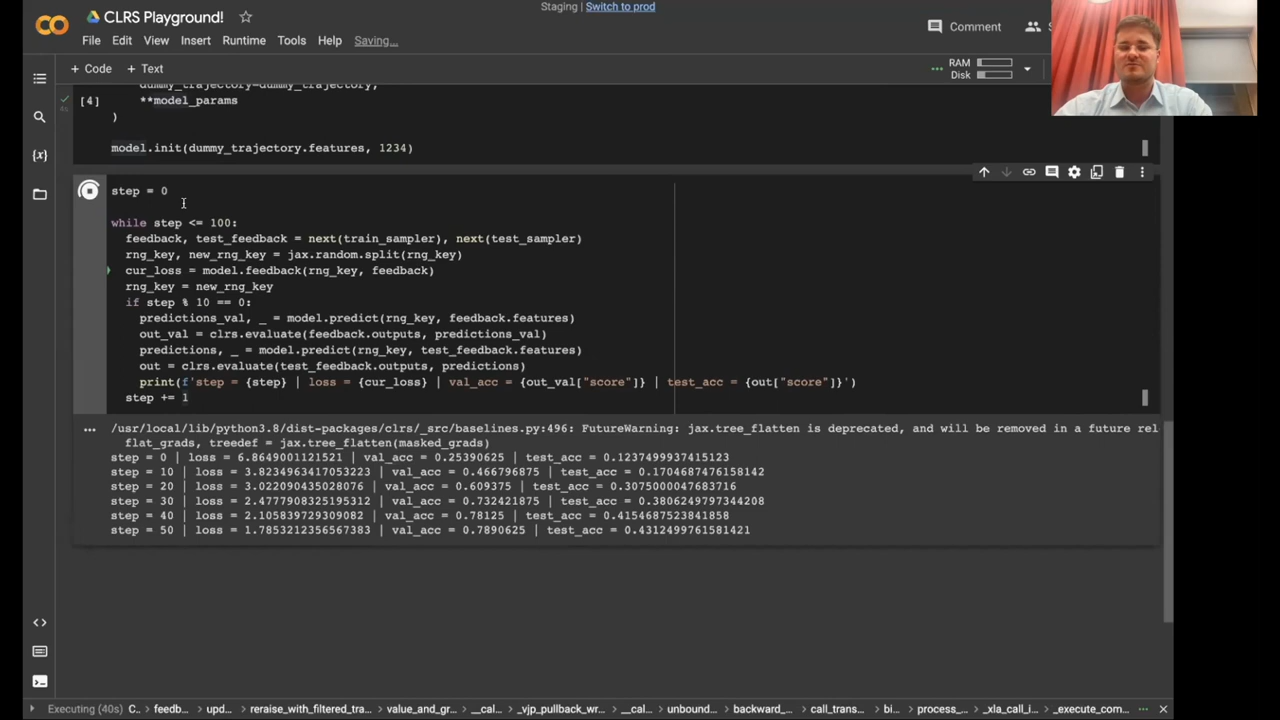 Staging | Switch to prod
CLRS Playground!
File Edit View Insert Runtime Tools Help Saving...
Comment
+ Code + Text
RAM
Disk
dummy_trajectory=dummy_trajectory,
[4] **model_params
4s
)
model.init(dummy_trajectory.features, 1234)
{x}
step = 0
while step <= 100:
feedback, test_feedback = next(train_sampler), next(test_sampler)
rng_key, new_rng_key = jax.random.split(rng_key)
cur_loss = model.feedback(rng_key, feedback)
rng_key = new_rng_key
if step % 10 == 0:
predictions_val, _ = model.predict(rng_key, feedback.features)
out_val = clrs.evaluate(feedback.outputs, predictions_val)
predictions, _ = model.predict(rng_key, test_feedback.features)
out = clrs.evaluate(test_feedback.outputs, predictions)
print(f'step = {step} | loss = {cur_loss} | val_acc = {out_val["score"]} | test_acc = {out["score"]}')
step += 1
/usr/local/lib/python3.8/dist-packages/clrs/_src/baselines.py:496: FutureWarning: jax.tree_flatten is deprecated, and will be removed in a future rel
flat_grads, treedef = jax.tree_flatten(masked_grads)
step = 0 | loss = 6.8649001121521 | val_acc = 0.25390625 | test_acc = 0.1237499937415123
step = 10 | loss = 3.8234963417053223 | val_acc = 0.466796875 | test_acc = 0.1704687476158142
step = 20 | loss = 3.022090435028076 | val_acc = 0.609375 | test_acc = 0.3075000047683716
step = 30 | loss = 2.4777908325195312 | val_acc = 0.732421875 | test_acc = 0.3806249797344208
step = 40 | loss = 2.105839729309082 | val_acc = 0.78125 | test_acc = 0.4154687523841858
step = 50 | loss = 1.7853212356567383 | val_acc = 0.7890625 | test_acc = 0.4312499761581421
Executing (40s) C... feedb... upd... reraise_with_filtered_tra... value_and_gr... __cal... _vjp_pullback_wr... __cal... unbound... backward_... call_trans... bi... process_... _xla_call_i... _execute_com...